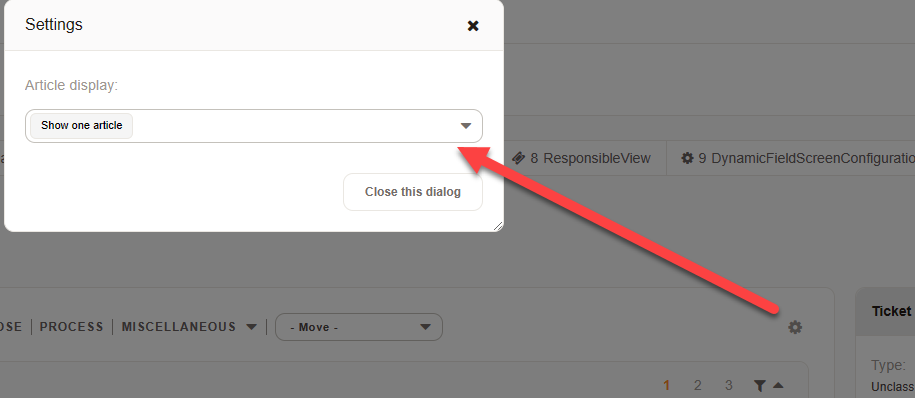 Settings
Article display:
Show one article
8 ResponsibleView
9 DynamicFieldScreenConfiguratio
Close this dialog
OSE
PROCESS
MISCELLANEOUS
- Move -
Ticket
1 2 3
Type:
Unclass